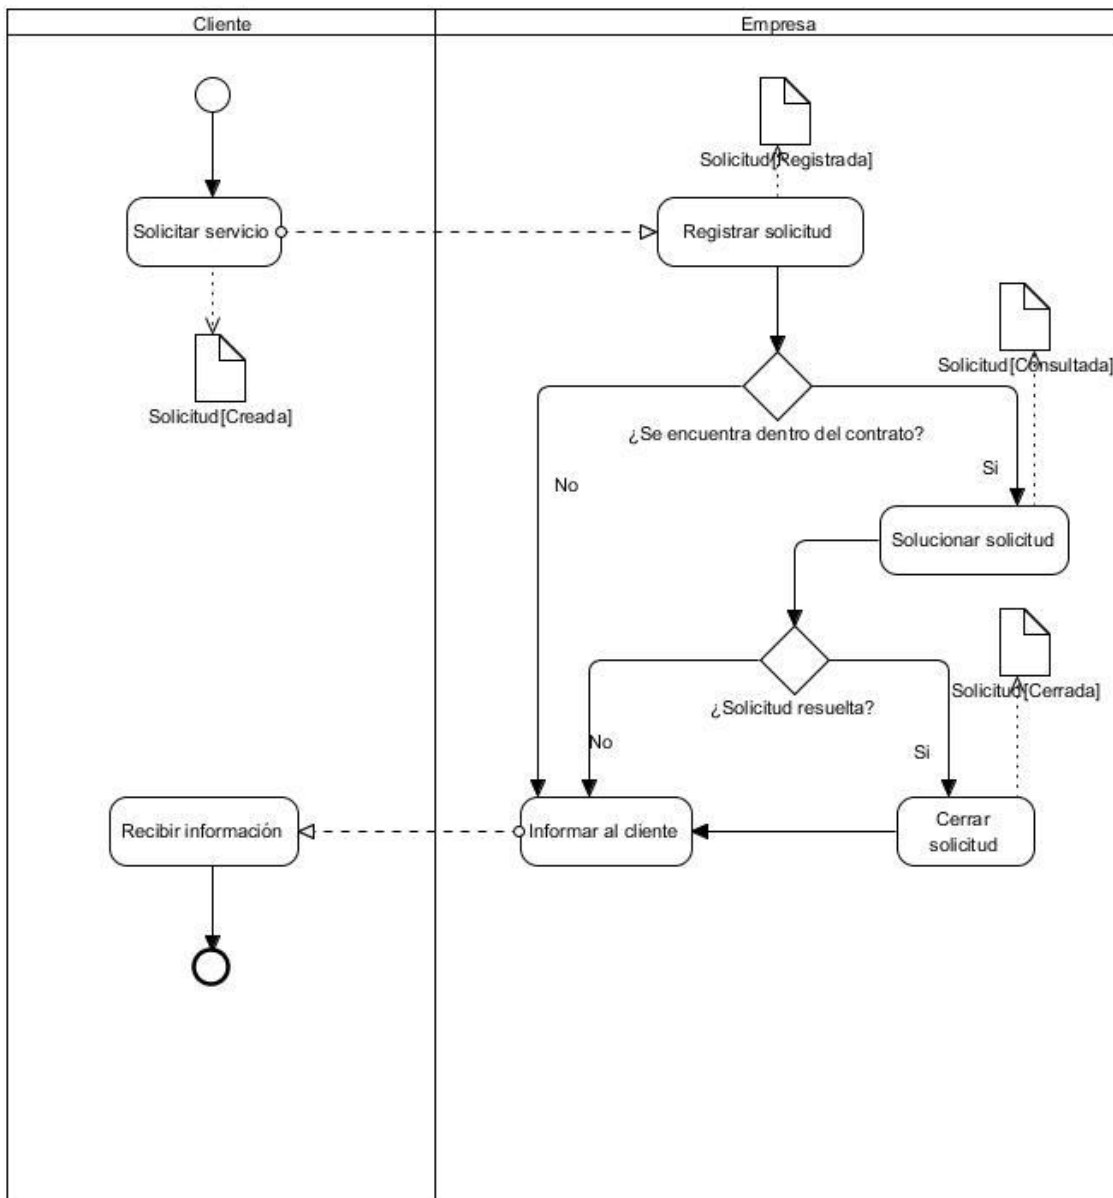 Cliente
Empresa
Solicitud[Registrada]
Solicitar servicio
Registrar solicitud
Solicitud[Creada]
Solicitud[Consultada]
¿Se encuentra dentro del contrato?
No
Si
Solucionar solicitud
Solicitud[Cerrada]
¿Solicitud resuelta?
No
Si
Recibir información
Informar al cliente
Cerrar
solicitud